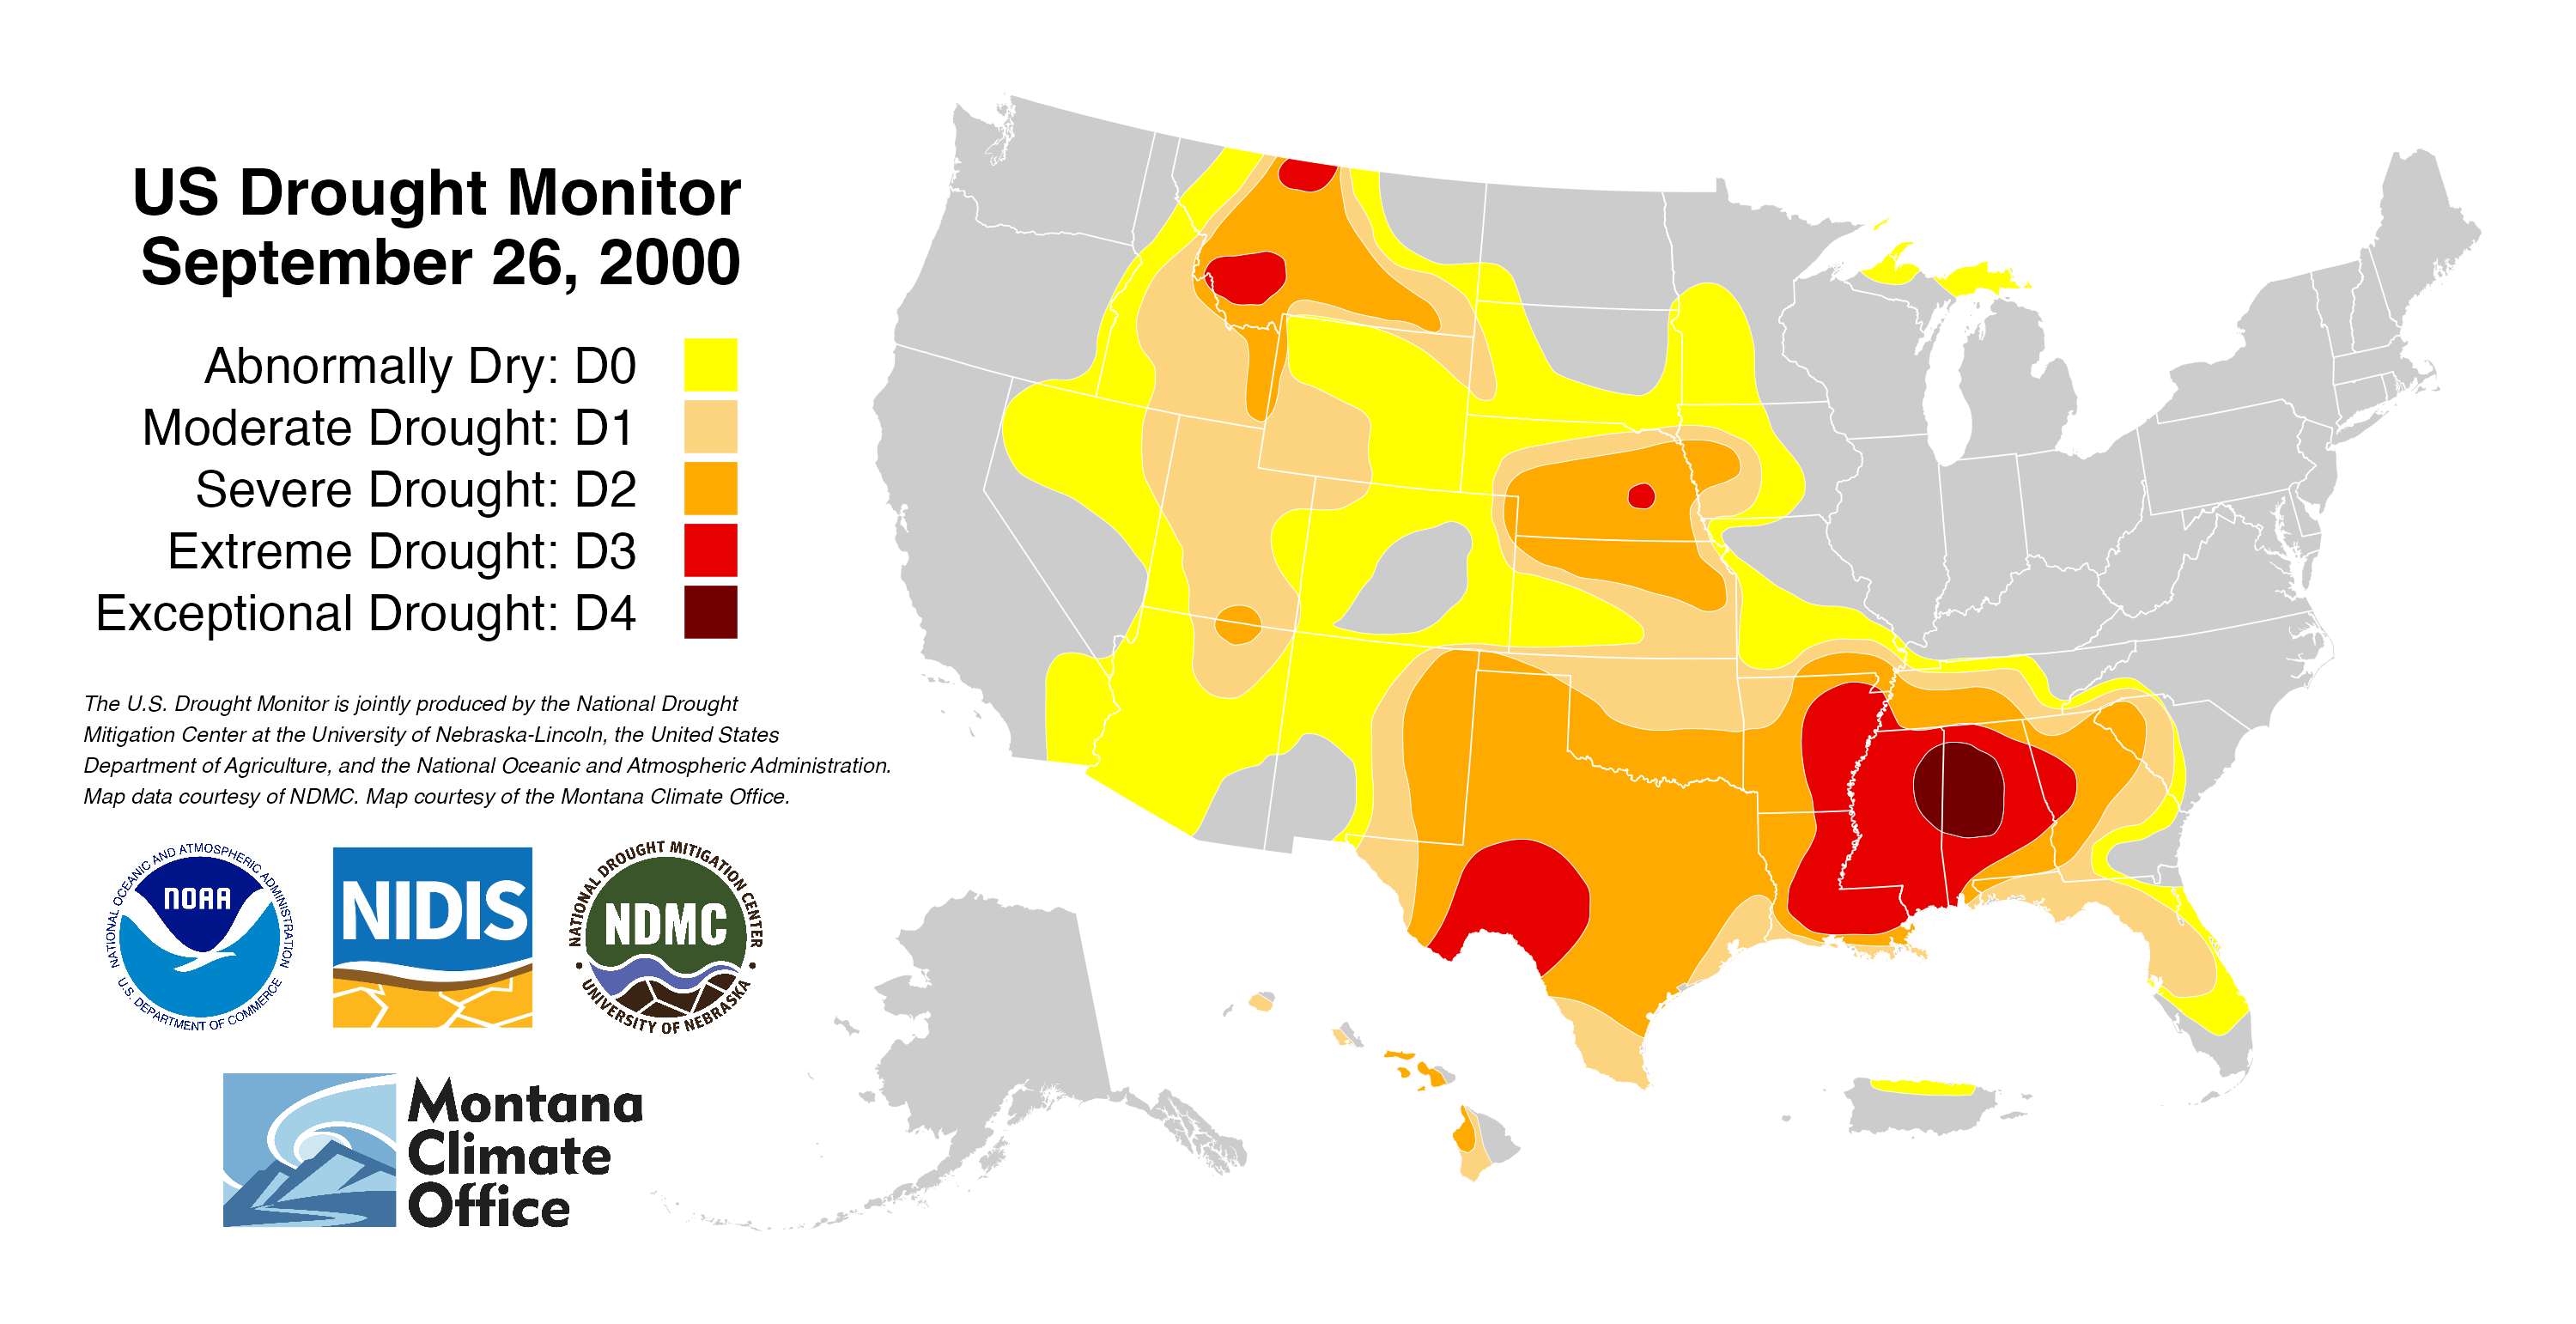 US Drought Monitor
September 26, 2000
Abnormally Dry: D0
Moderate Drought: D1
Severe Drought: D2
Extreme Drought: D3
Exceptional Drought: D4
The U.S. Drought Monitor is jointly produced by the National Drought
Mitigation Center at the University of Nebraska-Lincoln, the United States
Department of Agriculture, and the National Oceanic and Atmospheric Administration.
Map data courtesy of NDMC. Map courtesy of the Montana Climate Office.
NATIONAL OCEANIC AND ATMOSPHERIC ADMINISTRATION
NOAA
U.S. DEPARTMENT OF COMMERCE
NIDIS
NATIONAL DROUGHT MITIGATION CENTER
NDMC
UNIVERSITY OF NEBRASKA
Montana
Climate
Office